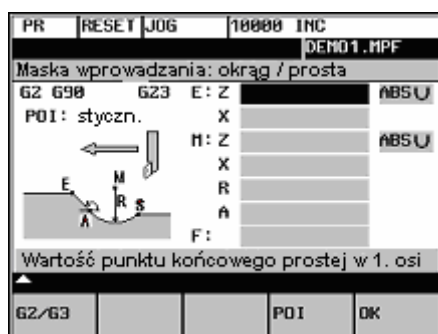 PR RESET JOG 10000 INC
DEMO1.MPF
Maska wprowadzania: okrąg / prosta
G2 G90 G23 E: Z ABS U
POI: styczn. X
M: Z ABS U
X
R
A
F:
E M R S A
Wartość punktu końcowego prostej w 1. osi
G2/G3 POI OK